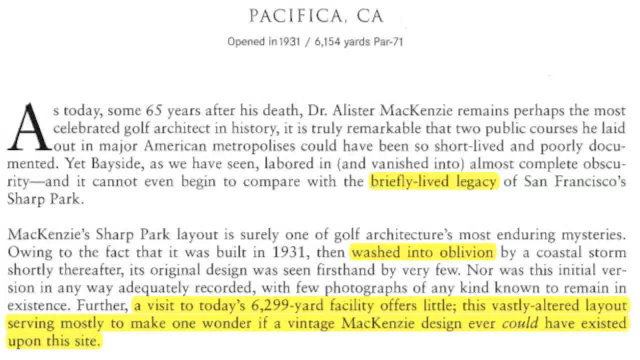 PACIFICA, CA
Opened in 1931 / 6,154 yards Par-71
As today, some 65 years after his death, Dr. Alister MacKenzie remains perhaps the most
celebrated golf architect in history, it is truly remarkable that two public courses he laid
out in major American metropolises could have been so short-lived and poorly docu-
mented. Yet Bayside, as we have seen, labored in (and vanished into) almost complete obscu-
rity—and it cannot even begin to compare with the briefly-lived legacy of San Francisco's
Sharp Park.
MacKenzie's Sharp Park layout is surely one of golf architecture's most enduring mysteries.
Owing to the fact that it was built in 1931, then washed into oblivion by a coastal storm
shortly thereafter, its original design was seen firsthand by very few. Nor was this initial ver-
sion in any way adequately recorded, with few photographs of any kind known to remain in
existence. Further, a visit to today's 6,299-yard facility offers little; this vastly-altered layout
serving mostly to make one wonder if a vintage MacKenzie design ever could have existed
upon this site.